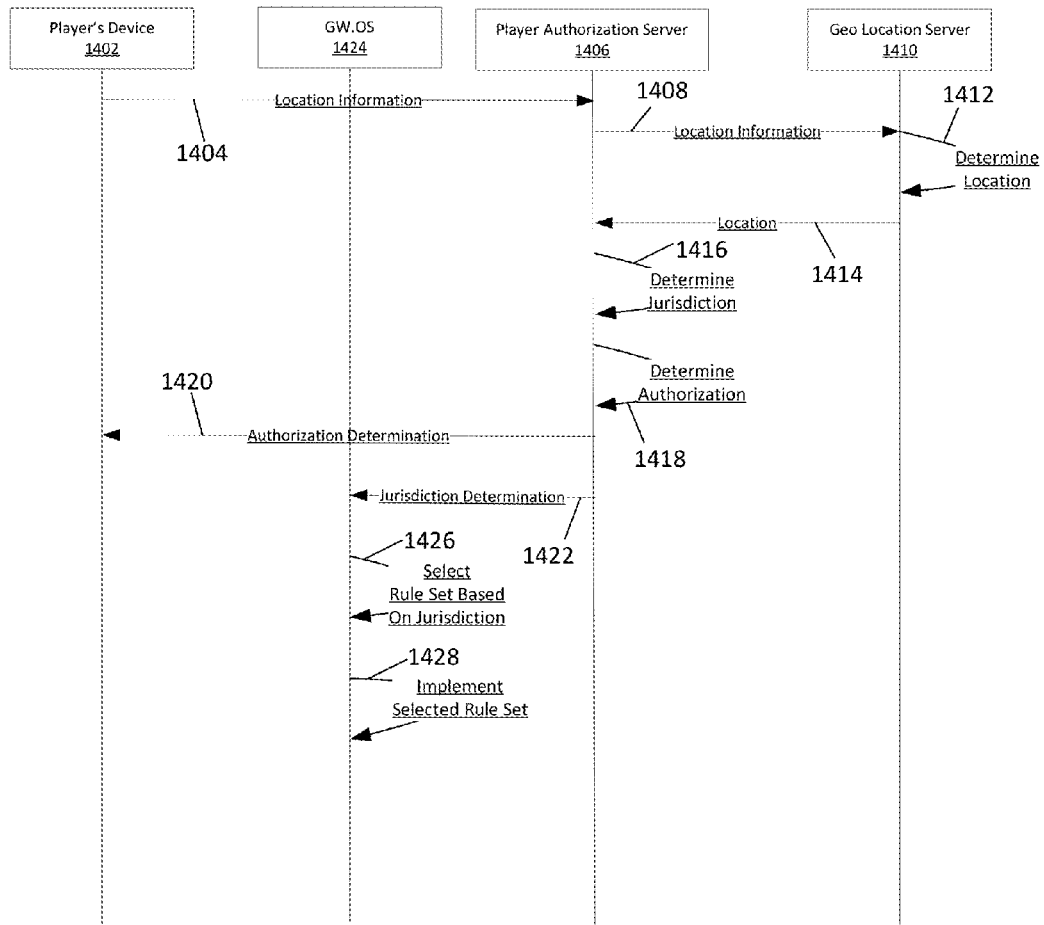 Player's Device
1402
GW.OS
1424
Player Authorization Server
1406
Geo Location Server
1410
Location Information
1404
1408
Location Information
1412
Determine
Location
Location
1414
1416
Determine
Jurisdiction
Determine
Authorization
1418
1420
Authorization Determination
Jurisdiction Determination
1422
1426
Select
Rule Set Based
On Jurisdiction
1428
Implement
Selected Rule Set